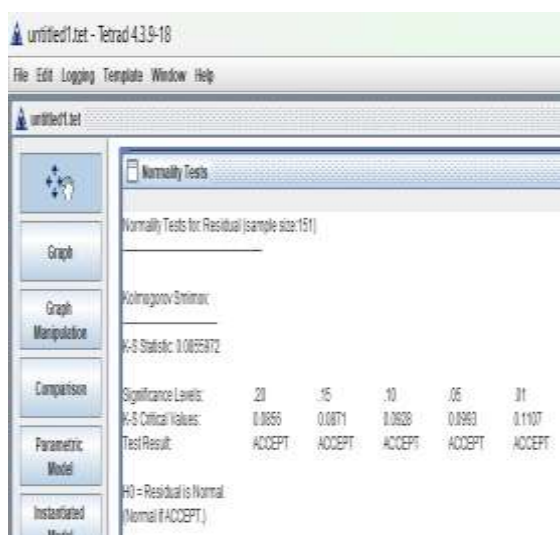 untitled1.tet - Tetrad 4.3.9-18
File Edit Logging Template Window Help
untitled1.tet
Graph
Graph
Manipulation
Comparison
Parametric
Model
Instantiated
Model
Normality Tests
Normality Tests for: Residual (sample size:151)
Kolmogorov Smirnov:
K-S Statistic: 0.0855972
Significance Levels: .20 .15 .10 .05 .01
K-S Critical Values: 0.0856 0.0871 0.0928 0.0993 0.1107
Test Result: ACCEPT ACCEPT ACCEPT ACCEPT ACCEPT
H0 = Residual is Normal.
(Normal if ACCEPT.)